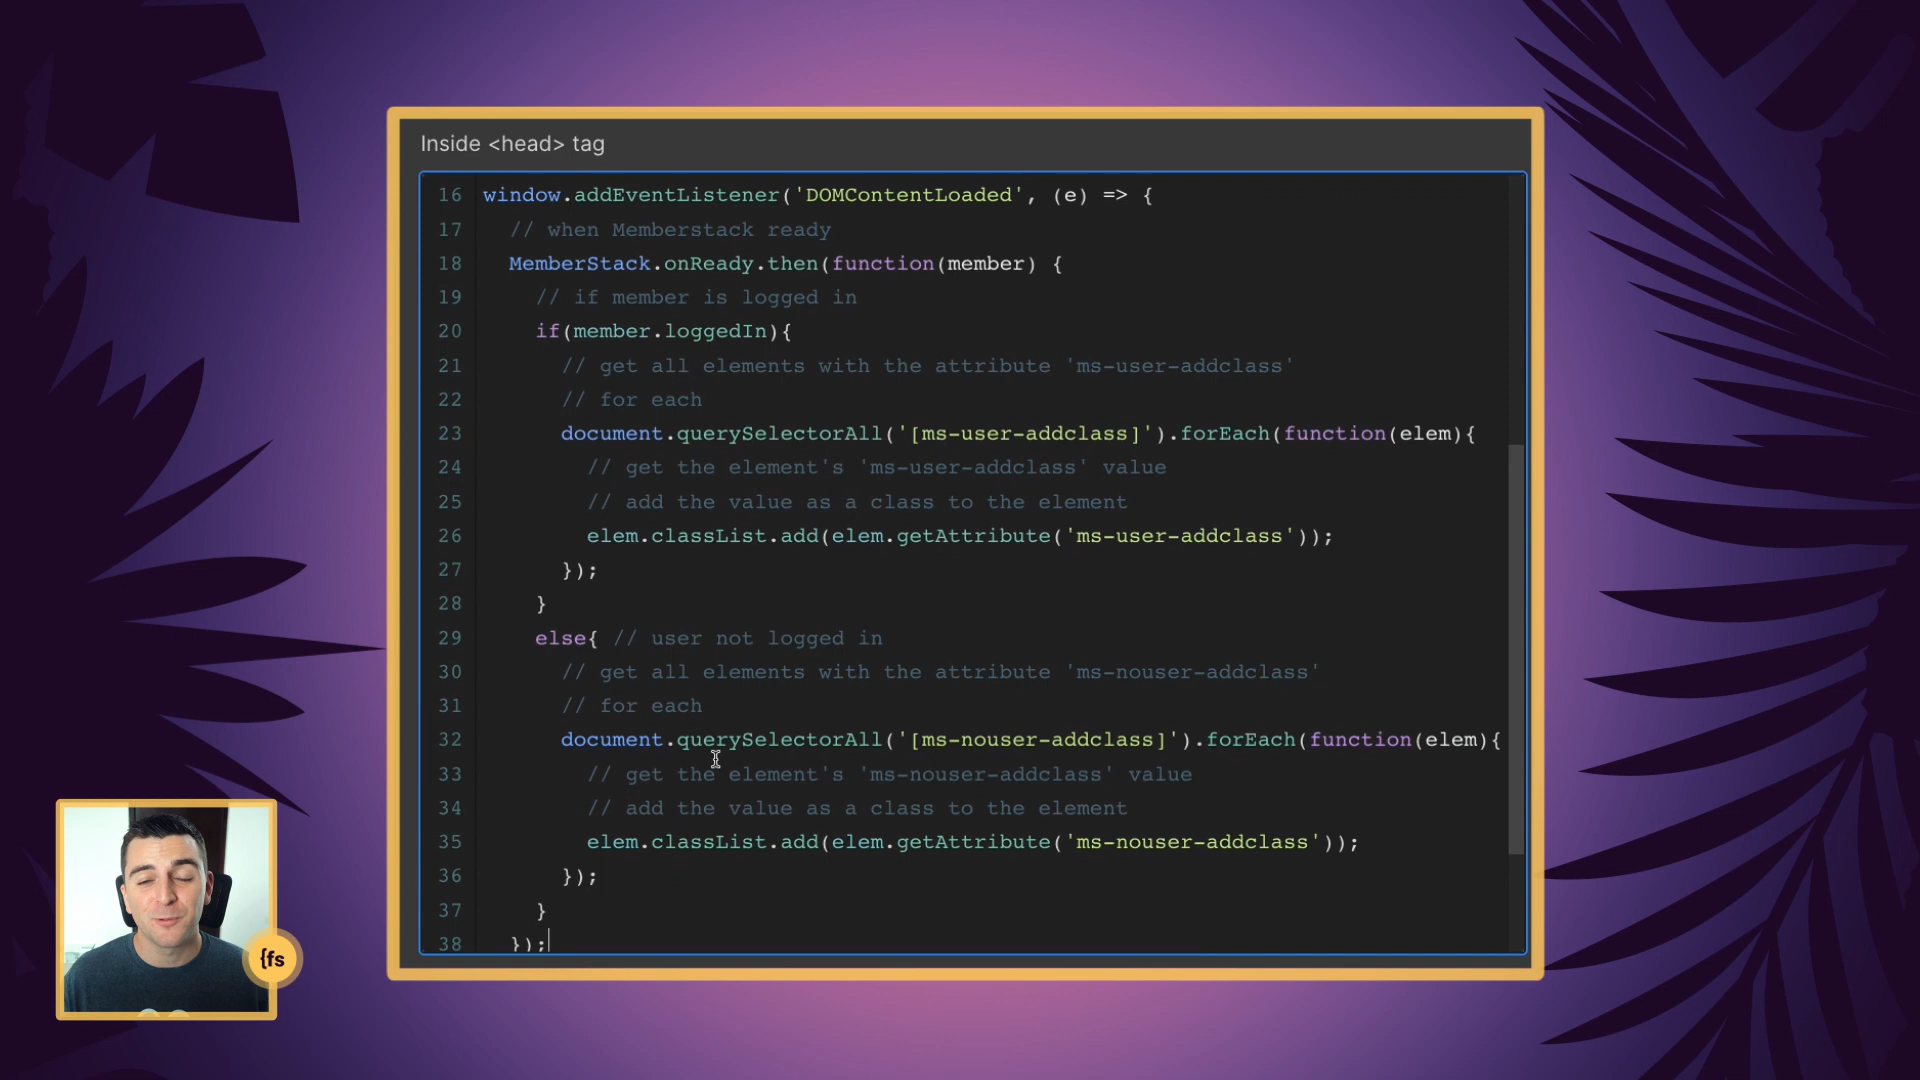 Inside <head> tag
16 window.addEventListener('DOMContentLoaded', (e) => {
17 // when Memberstack ready
18 MemberStack.onReady.then(function(member) {
19 // if member is logged in
20 if(member.loggedIn){
21 // get all elements with the attribute 'ms-user-addclass'
22 // for each
23 document.querySelectorAll('[ms-user-addclass]').forEach(function(elem){
24 // get the element's 'ms-user-addclass' value
25 // add the value as a class to the element
26 elem.classList.add(elem.getAttribute('ms-user-addclass'));
27 });
28 }
29 else{ // user not logged in
30 // get all elements with the attribute 'ms-nouser-addclass'
31 // for each
32 document.querySelectorAll('[ms-nouser-addclass]').forEach(function(elem){
33 // get the element's 'ms-nouser-addclass' value
34 // add the value as a class to the element
35 elem.classList.add(elem.getAttribute('ms-nouser-addclass'));
36 });
37 }
38 });
{fs